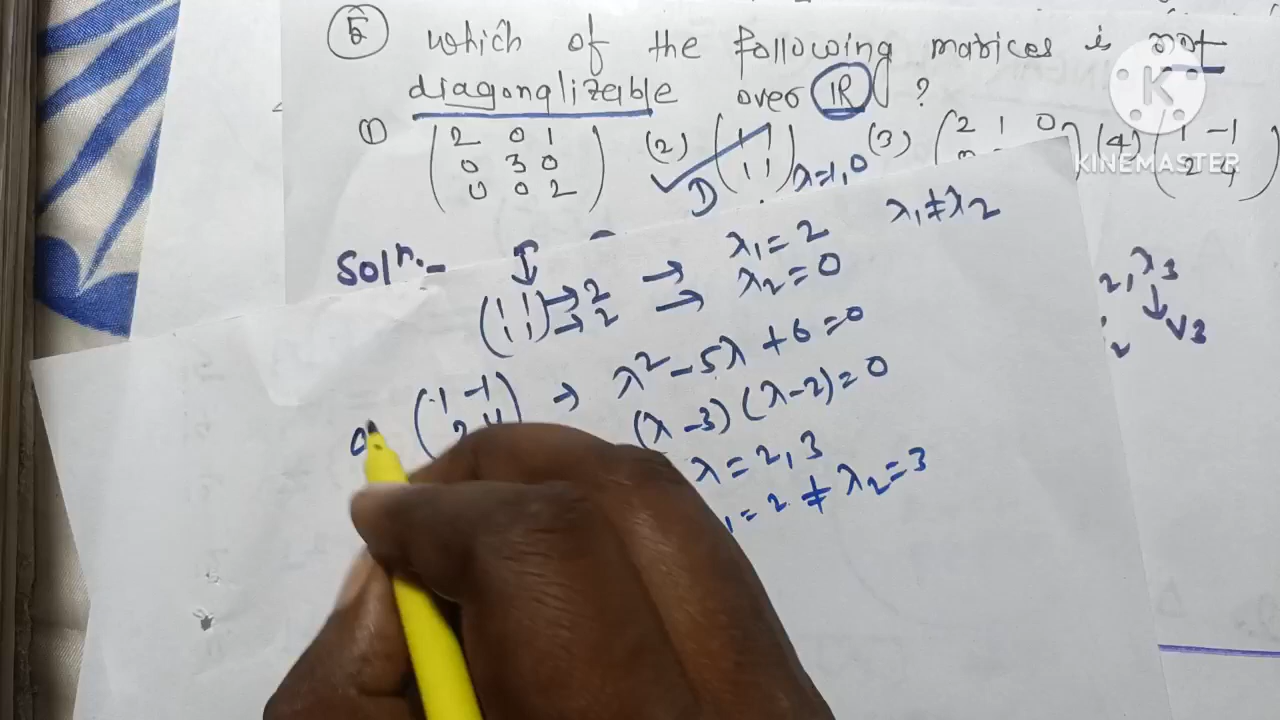 5 which of the following matrices is not
diagonalizable over IR ?
1) ( 2 0 1 (2) ( 1 1 ) (3) ( 2 1 0 (4) ( 1 -1
0 3 0 1 1 λ=1,0 2 4 )
0 0 2 ) D
K
KINEMASTER
Solⁿ:-
( 1 1 →2 → λ₁ = 2 λ₁ ≠ λ₂
1 1 ) →2 → λ₂ = 0
2, λ₃
↓
V3
( 1 -1 → λ² - 5λ + 6 = 0
(λ - 3) (λ - 2) = 0
λ = 2, 3
= 2 ≠ λ₂ = 3